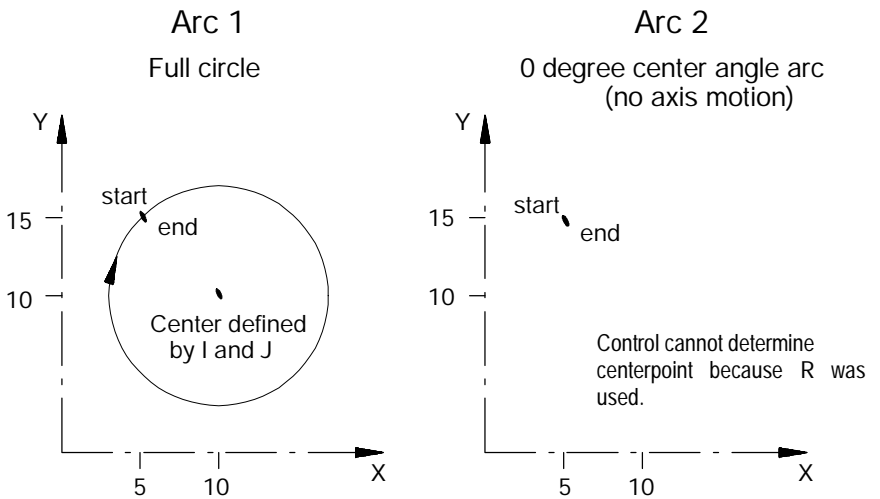 Arc 1
Full circle
Y
start
15
end
10
Center defined
by I and J
5
10
X
Arc 2
0 degree center angle arc
(no axis motion)
Y
15
start
end
10
Control cannot determine
centerpoint because R was
used.
5
10
X